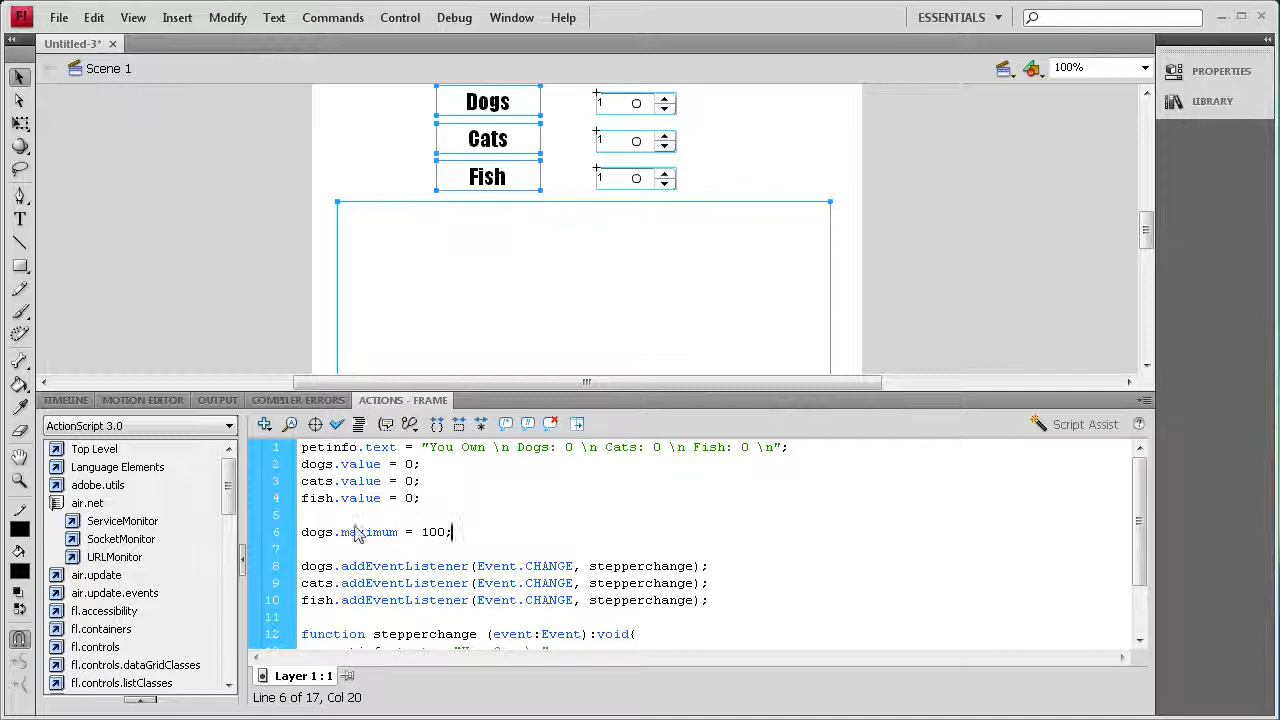 Fl File Edit View Insert Modify Text Commands Control Debug Window Help ESSENTIALS
Untitled-3*
Scene 1 100%
PROPERTIES
LIBRARY
Dogs 1
Cats 1
Fish 1
TIMELINE MOTION EDITOR OUTPUT COMPILER ERRORS ACTIONS - FRAME
ActionScript 3.0
Script Assist
Top Level
Language Elements
adobe.utils
air.net
ServiceMonitor
SocketMonitor
URLMonitor
air.update
air.update.events
fl.accessibility
fl.containers
fl.controls
fl.controls.dataGridClasses
fl.controls.listClasses
1 petinfo.text = "You Own \n Dogs: 0 \n Cats: 0 \n Fish: 0 \n";
2 dogs.value = 0;
3 cats.value = 0;
4 fish.value = 0;
5
6 dogs.maximum = 100;
7
8 dogs.addEventListener(Event.CHANGE, stepperchange);
9 cats.addEventListener(Event.CHANGE, stepperchange);
10 fish.addEventListener(Event.CHANGE, stepperchange);
11
12 function stepperchange (event:Event):void{
Layer 1 : 1
Line 6 of 17, Col 20